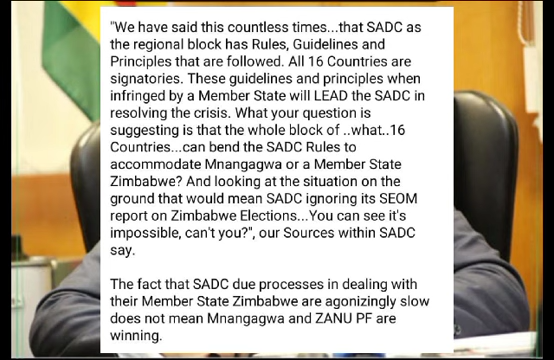 "We have said this countless times...that SADC as
the regional block has Rules, Guidelines and
Principles that are followed. All 16 Countries are
signatories. These guidelines and principles when
infringed by a Member State will LEAD the SADC in
resolving the crisis. What your question is
suggesting is that the whole block of ..what..16
Countries...can bend the SADC Rules to
accommodate Mnangagwa or a Member State
Zimbabwe? And looking at the situation on the
ground that would mean SADC ignoring its SEOM
report on Zimbabwe Elections...You can see it's
impossible, can't you?", our Sources within SADC
say.
The fact that SADC due processes in dealing with
their Member State Zimbabwe are agonizingly slow
does not mean Mnangagwa and ZANU PF are
winning.